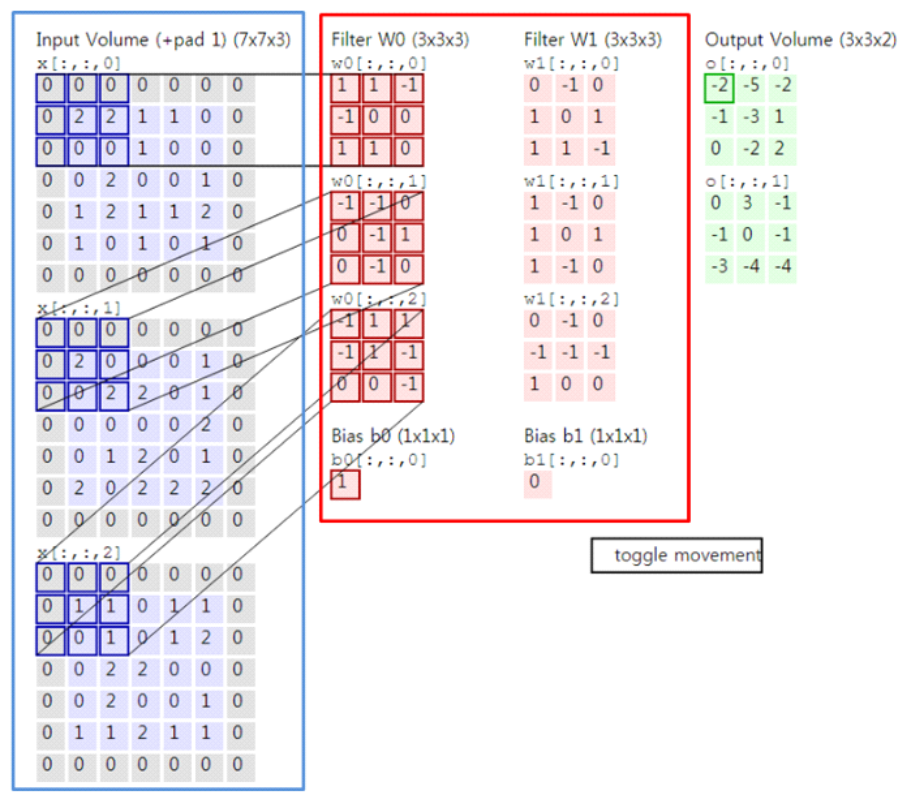 Input Volume (+pad 1) (7x7x3)
x[:,:,0]
0 0 0 0 0 0 0
0 2 2 1 1 0 0
0 0 0 1 0 0 0
0 0 2 0 0 1 0
0 1 2 1 1 2 0
0 1 0 1 0 1 0
0 0 0 0 0 0 0
x[:,:,1]
0 0 0 0 0 0 0
0 2 0 0 0 1 0
0 0 2 2 0 1 0
0 0 0 0 0 2 0
0 0 1 2 0 1 0
0 2 0 2 2 2 0
0 0 0 0 0 0 0
x[:,:,2]
0 0 0 0 0 0 0
0 1 1 0 1 1 0
0 0 1 0 1 2 0
0 0 2 2 0 0 0
0 0 2 0 0 1 0
0 1 1 2 1 1 0
0 0 0 0 0 0 0
Filter W0 (3x3x3)
w0[:,:,0]
1 1 -1
-1 0 0
1 1 0
w0[:,:,1]
-1 -1 0
0 -1 1
0 -1 0
w0[:,:,2]
-1 1 1
-1 1 -1
0 0 -1
Bias b0 (1x1x1)
b0[:,:,0]
1
Filter W1 (3x3x3)
w1[:,:,0]
0 -1 0
1 0 1
1 1 -1
w1[:,:,1]
1 -1 0
1 0 1
1 -1 0
w1[:,:,2]
0 -1 0
-1 -1 -1
1 0 0
Bias b1 (1x1x1)
b1[:,:,0]
0
Output Volume (3x3x2)
o[:,:,0]
-2 -5 -2
-1 -3 1
0 -2 2
o[:,:,1]
0 3 -1
-1 0 -1
-3 -4 -4
toggle movement